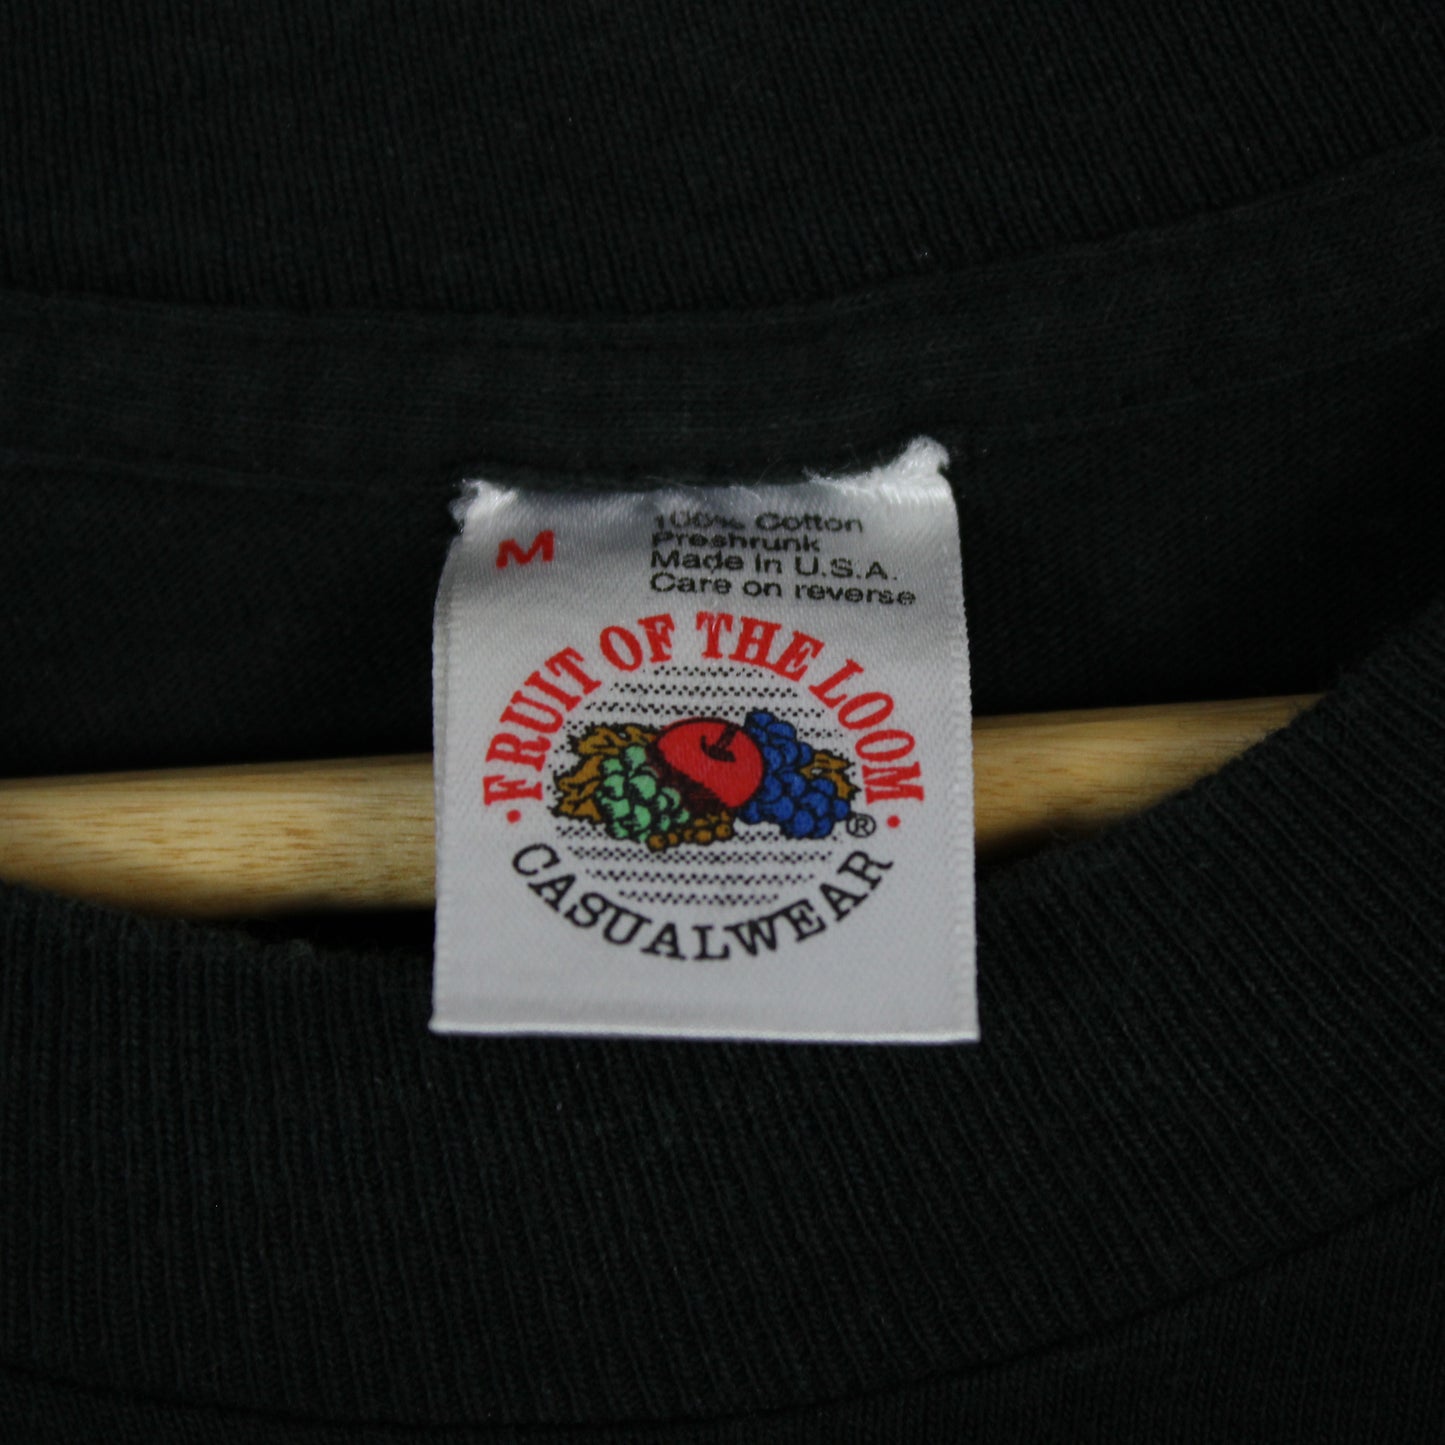 M
100% Cotton
Preshrunk
Made in U.S.A.
Care on reverse
· FRUIT OF THE LOOM ·
®
CASUALWEAR